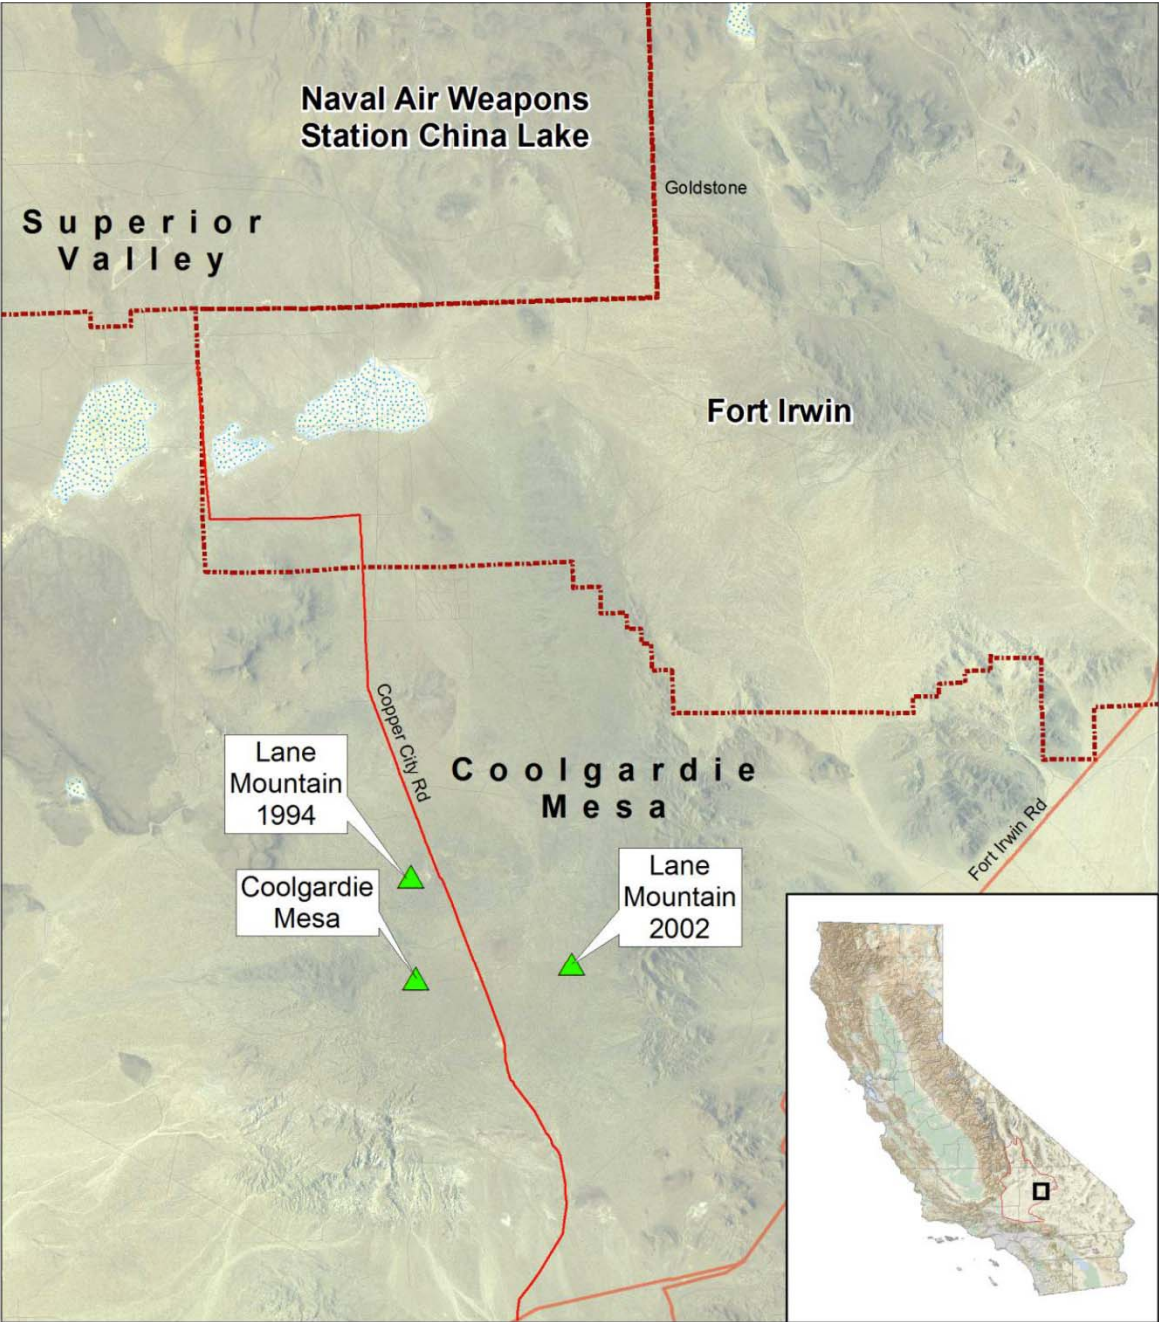 Naval Air Weapons
Station China Lake
Goldstone
Superior
Valley
Fort Irwin
Copper City Rd
Lane
Mountain
1994
Coolgardie
Mesa
Fort Irwin Rd
Coolgardie
Mesa
Lane
Mountain
2002